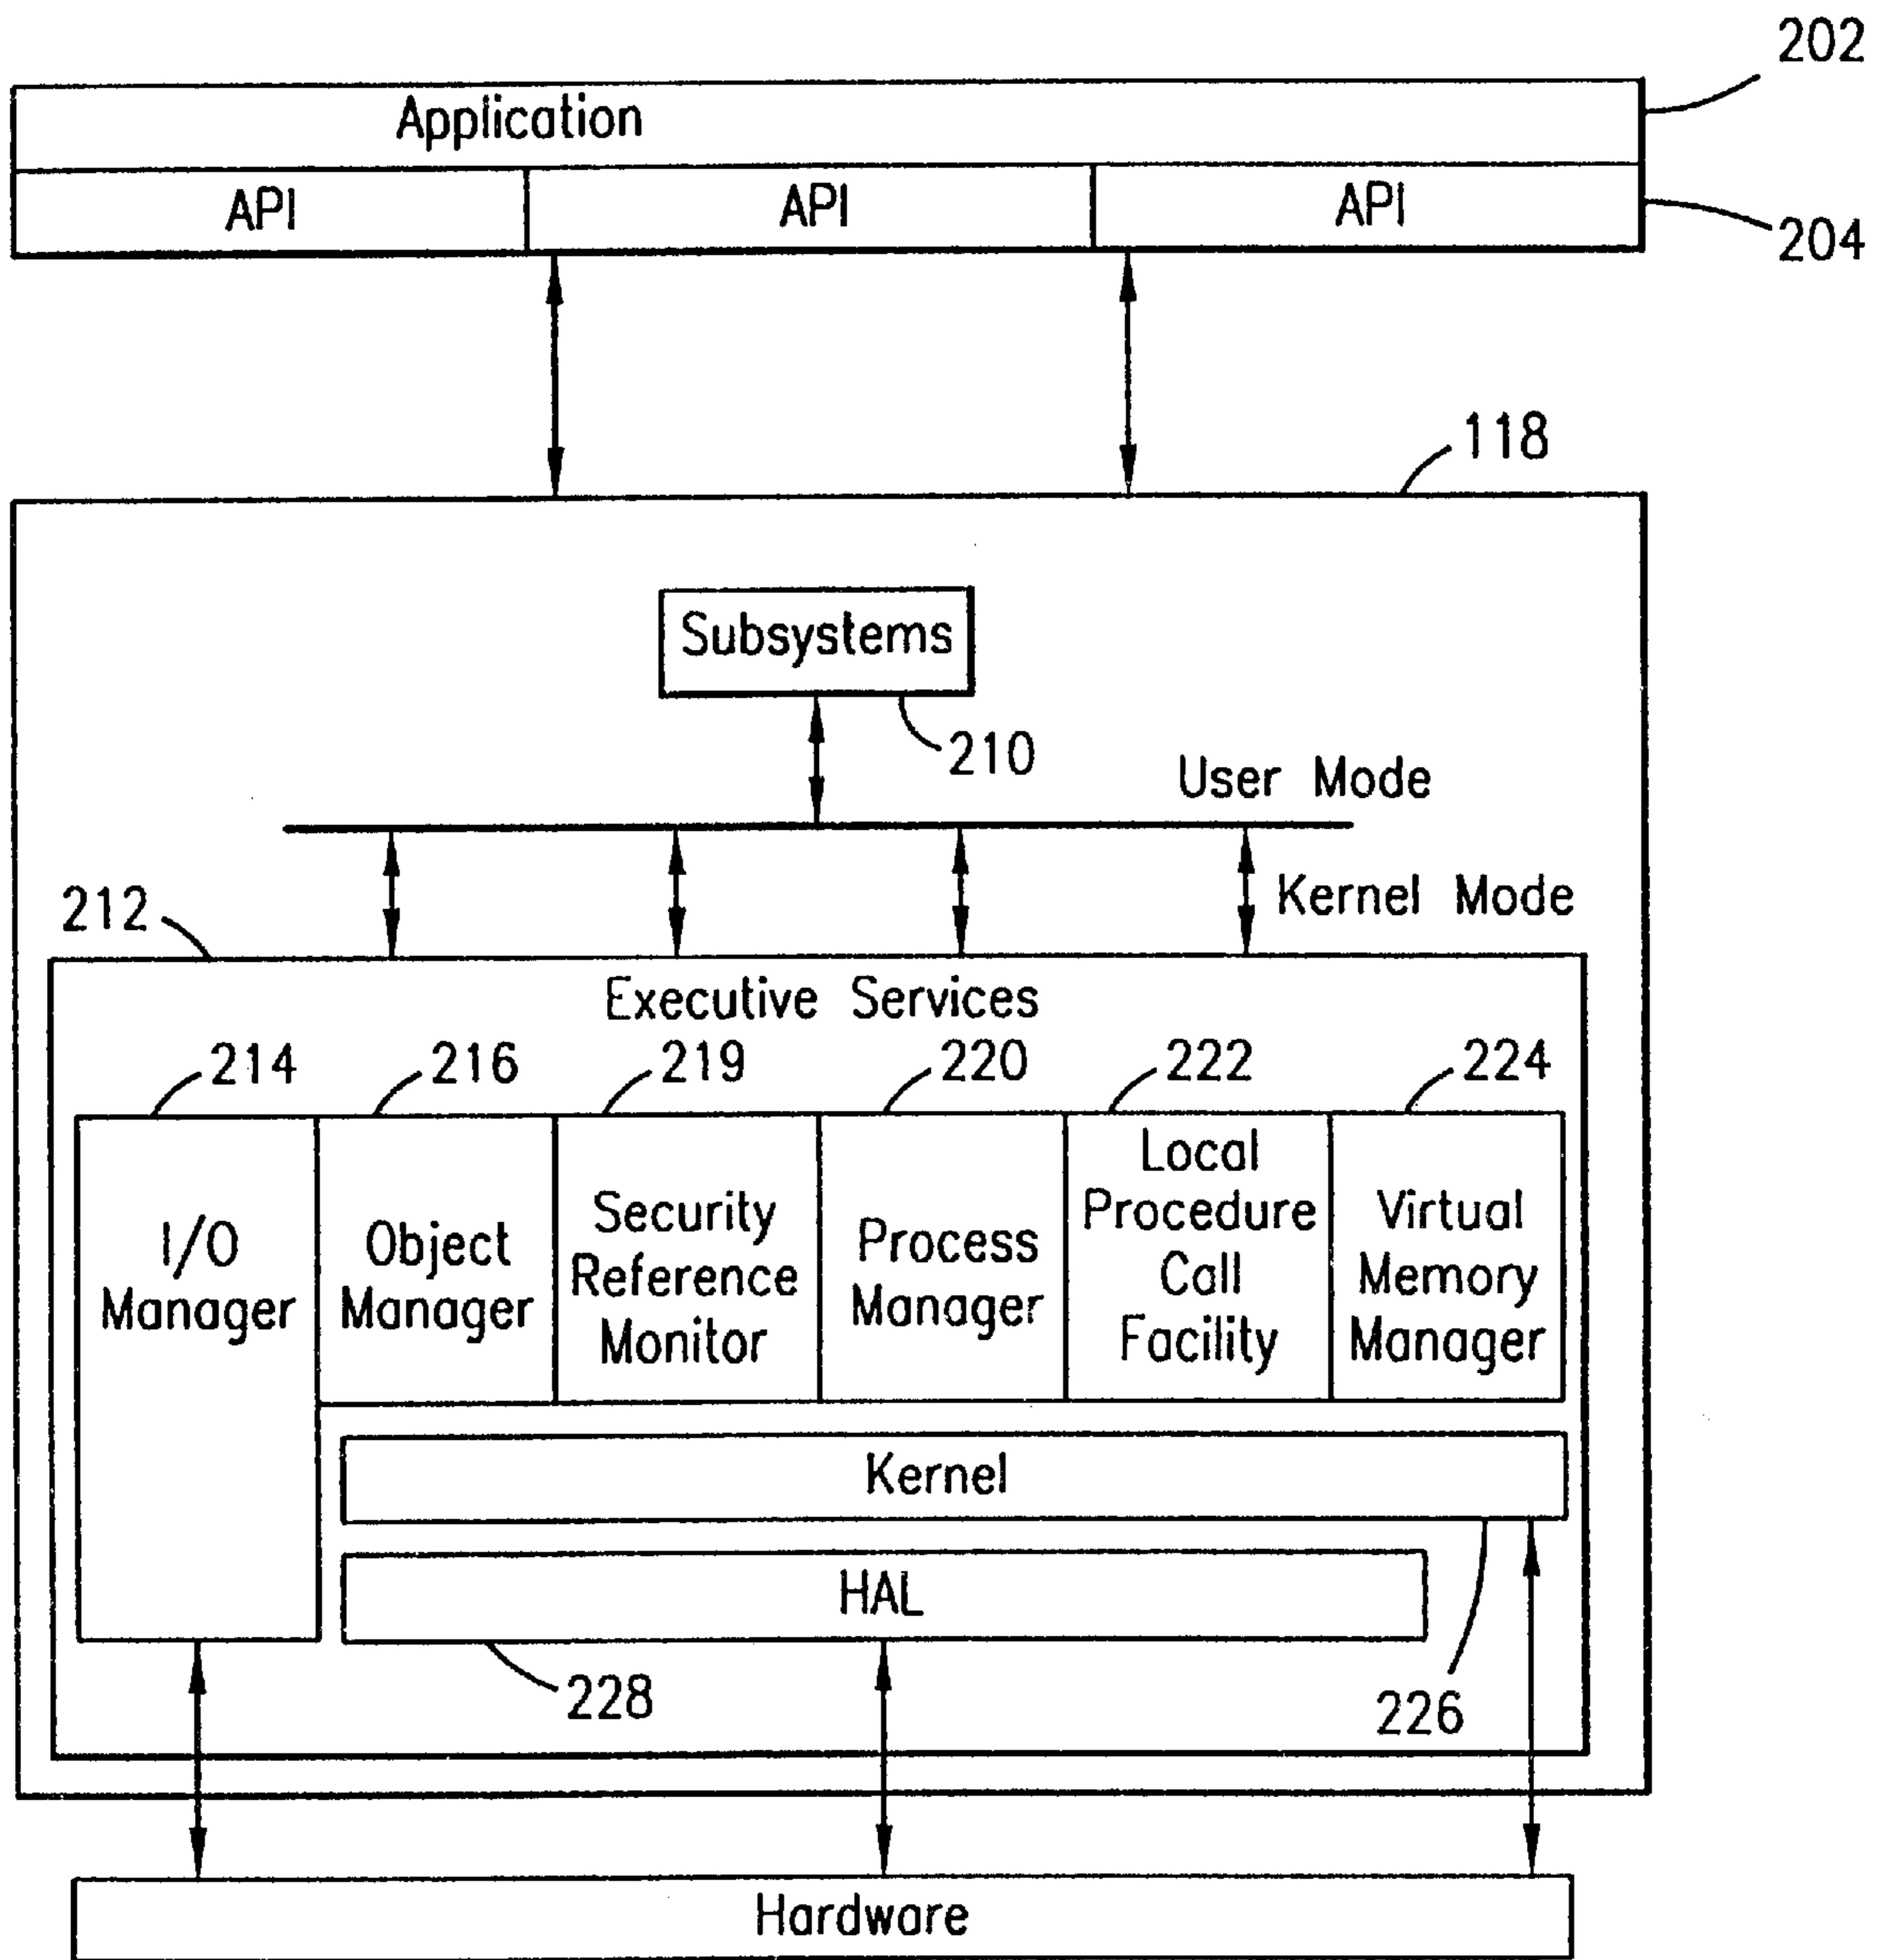 202
Application
API API API
204
118
Subsystems
210
User Mode
Kernel Mode
212
Executive Services
214 216 219 220 222 224
I/O
Manager
Object
Manager
Security
Reference
Monitor
Process
Manager
Local
Procedure
Call
Facility
Virtual
Memory
Manager
Kernel
HAL
228
226
Hardware